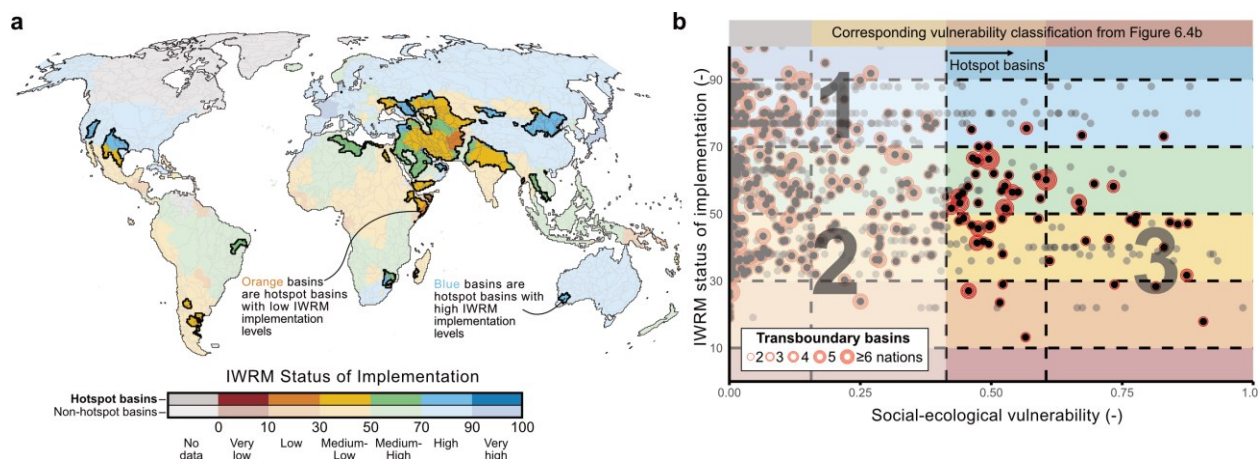 a
Orange basins
are hotspot basins
with low IWRM
implementation
levels
Blue basins are
hotspot basins with
high IWRM
implementation
levels
IWRM Status of Implementation
Hotspot basins
Non-hotspot basins
0 10 30 50 70 90 100
No data
Very low
Low
Medium-Low
Medium-High
High
Very high
b
Corresponding vulnerability classification from Figure 6.4b
Hotspot basins
IWRM status of implementation (-)
90
70
50
30
10
1
2
3
Transboundary basins
2 3 4 5 ≥6 nations
0.00 0.25 0.50 0.75 1.0
Social-ecological vulnerability (-)